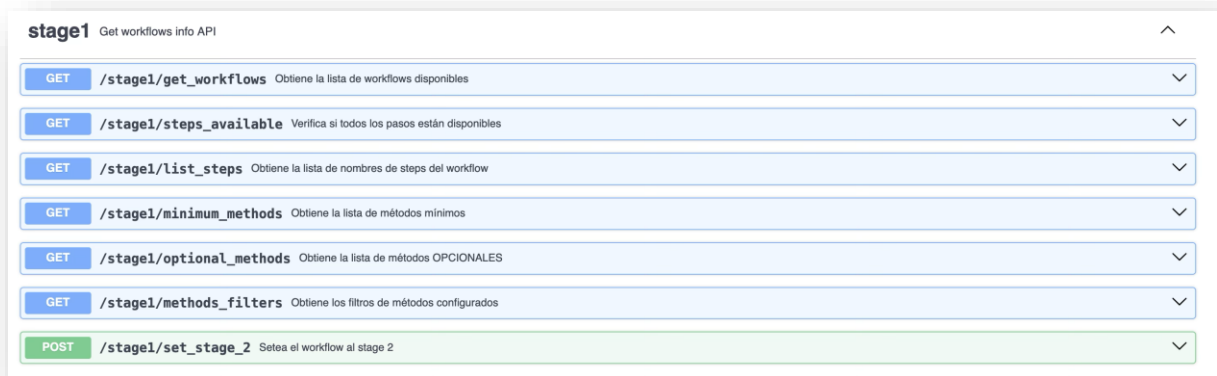 stage1 Get workflows info API
GET /stage1/get_workflows Obtiene la lista de workflows disponibles
GET /stage1/steps_available Verifica si todos los pasos están disponibles
GET /stage1/list_steps Obtiene la lista de nombres de steps del workflow
GET /stage1/minimum_methods Obtiene la lista de métodos mínimos
GET /stage1/optional_methods Obtiene la lista de métodos OPCIONALES
GET /stage1/methods_filters Obtiene los filtros de métodos configurados
POST /stage1/set_stage_2 Setea el workflow al stage 2